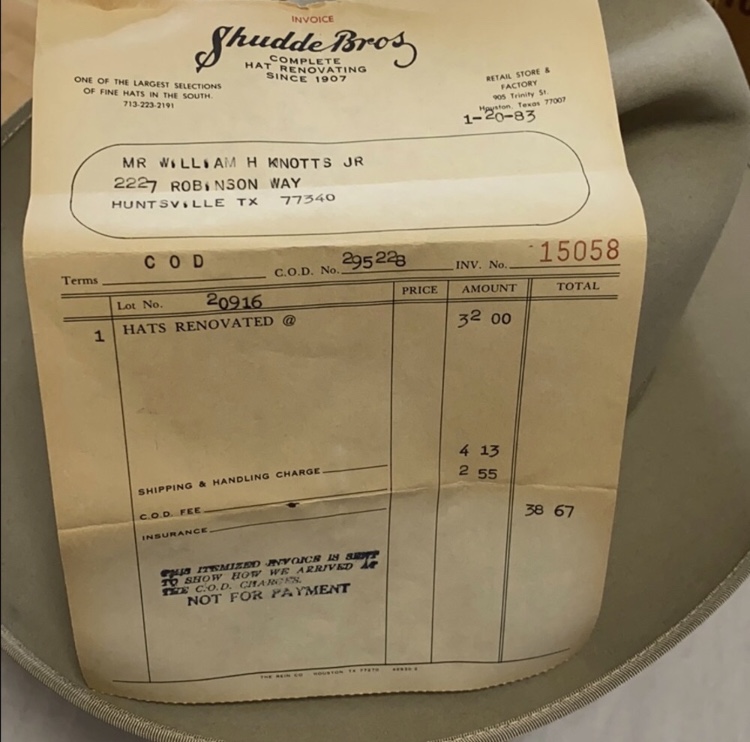 INVOICE
Shudde Bros
COMPLETE
HAT RENOVATING
SINCE 1907
ONE OF THE LARGEST SELECTIONS
OF FINE HATS IN THE SOUTH.
713-223-2191
RETAIL STORE &
FACTORY
905 Trinity St.
Houston, Texas 77007
1-20-83
MR WILLIAM H KNOTTS JR
2227 ROBINSON WAY
HUNTSVILLE TX 77340
Terms C O D C.O.D. No. 295228 INV. No. 15058
Lot No. 20916 PRICE AMOUNT TOTAL
1 HATS RENOVATED @ 32 00
4 13
SHIPPING & HANDLING CHARGE 2 55
C.O.D. FEE 38 67
INSURANCE
THIS ITEMIZED INVOICE IS SENT
TO SHOW HOW WE ARRIVED AT
THE C.O.D. CHARGES.
NOT FOR PAYMENT
HOUSTON TX